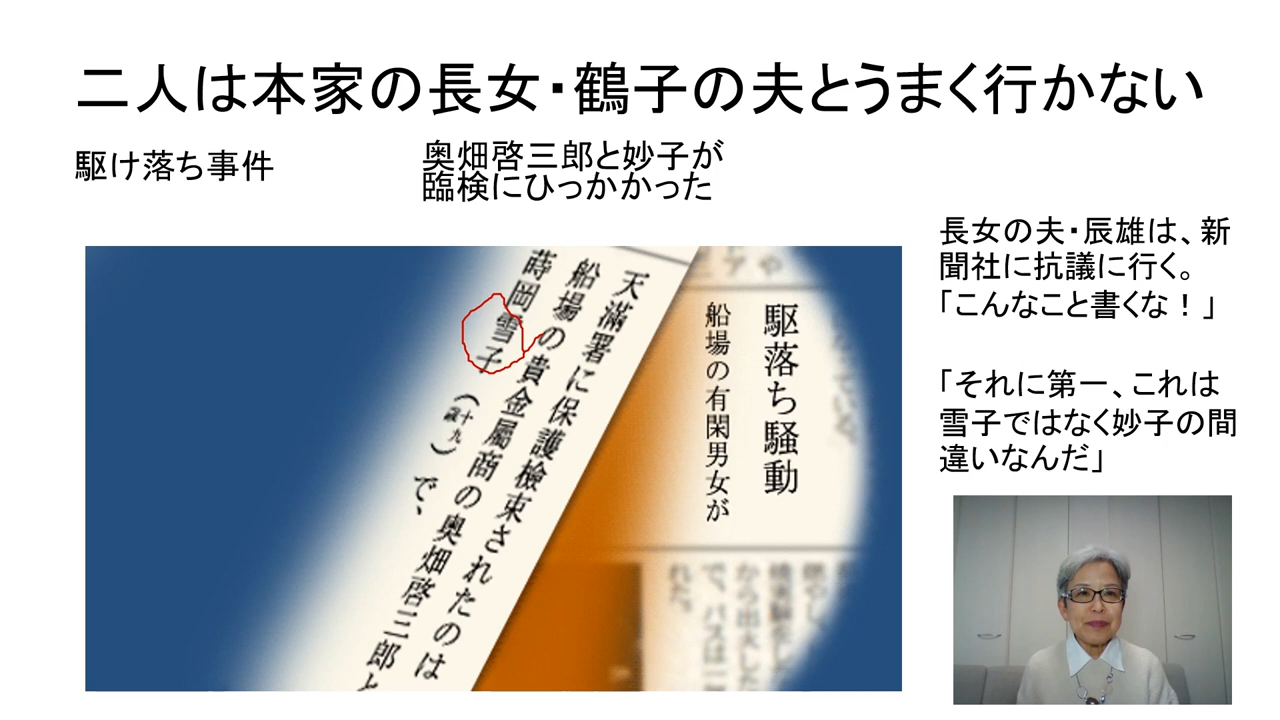 二人は本家の長女・鶴子の夫とうまく行かない
駆け落ち事件
奥畑啓三郎と妙子が
臨検にひっかかった
長女の夫・辰雄は、新
聞社に抗議に行く。
「こんなこと書くな！」
「それに第一、これは
雪子ではなく妙子の間
違いなんだ」
駆落ち騒動
船場の有閑男女が
天滿署に保護檢束されたのは
船場の貴金属商の奥畑啓三郎と
蒔岡雪子（十九歳）で、